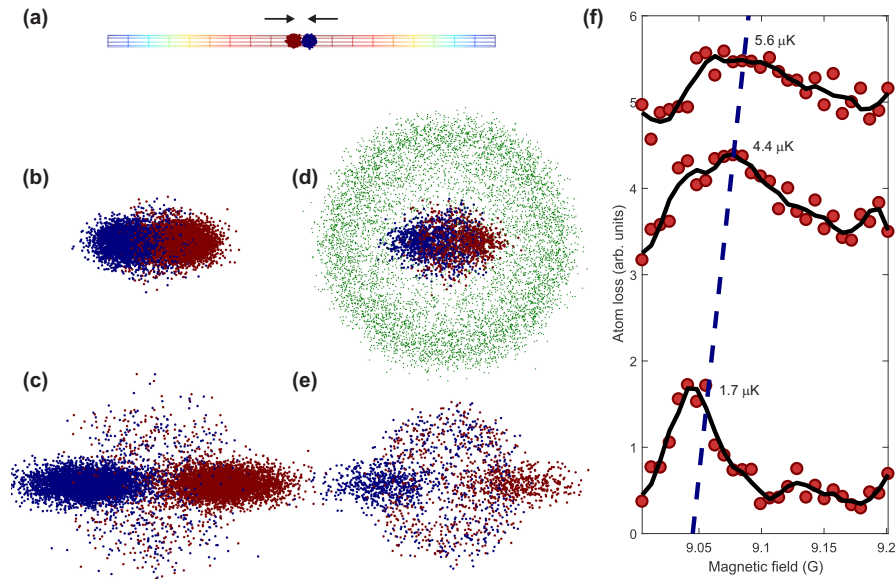 (a)
(b)
(c)
(d)
(e)
(f)
6
5
4
3
2
1
0
5.6 μK
4.4 μK
1.7 μK
Atom loss (arb. units)
9.05
9.1
9.15
9.2
Magnetic field (G)